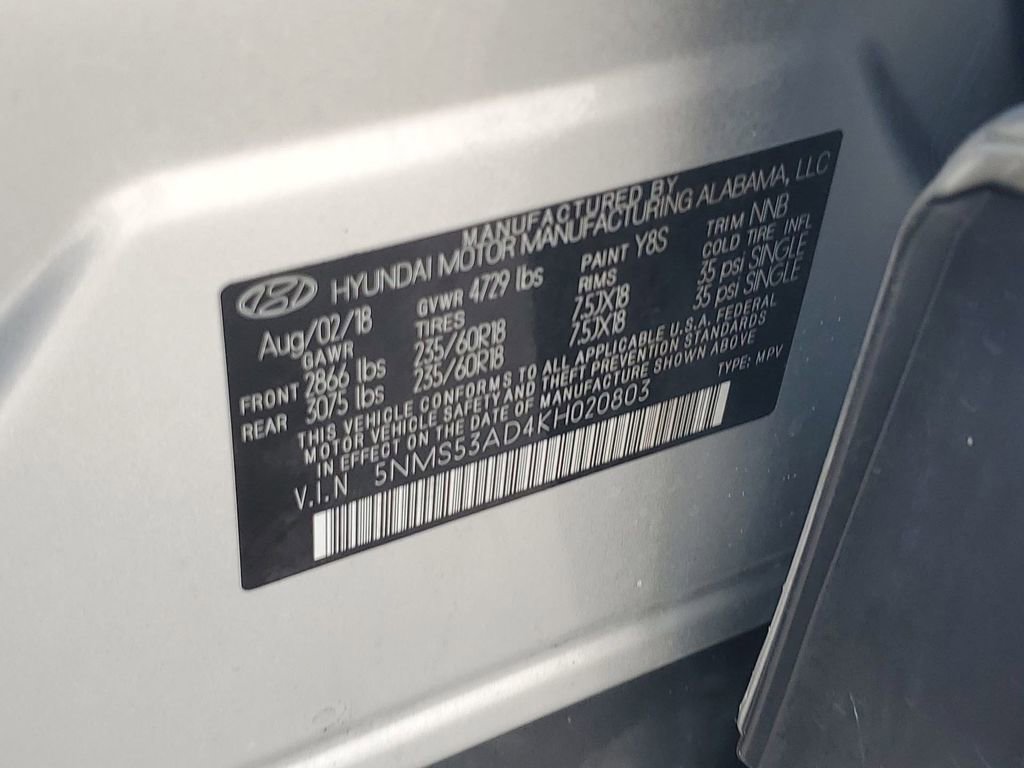 MANUFACTURED BY
HYUNDAI MOTOR MANUFACTURING ALABAMA, LLC
Aug/02/18 GVWR 4729 lbs PAINT Y8S TRIM NNB
GAWR TIRES RIMS COLD TIRE INFL
FRONT 2866 lbs 235/60R18 7.5JX18 35 psi SINGLE
REAR 3075 lbs 235/60R18 7.5JX18 35 psi SINGLE
THIS VEHICLE CONFORMS TO ALL APPLICABLE U.S.A. FEDERAL
MOTOR VEHICLE SAFETY AND THEFT PREVENTION STANDARDS
IN EFFECT ON THE DATE OF MANUFACTURE SHOWN ABOVE
V.I.N 5NMS53AD4KH020803 TYPE: MPV